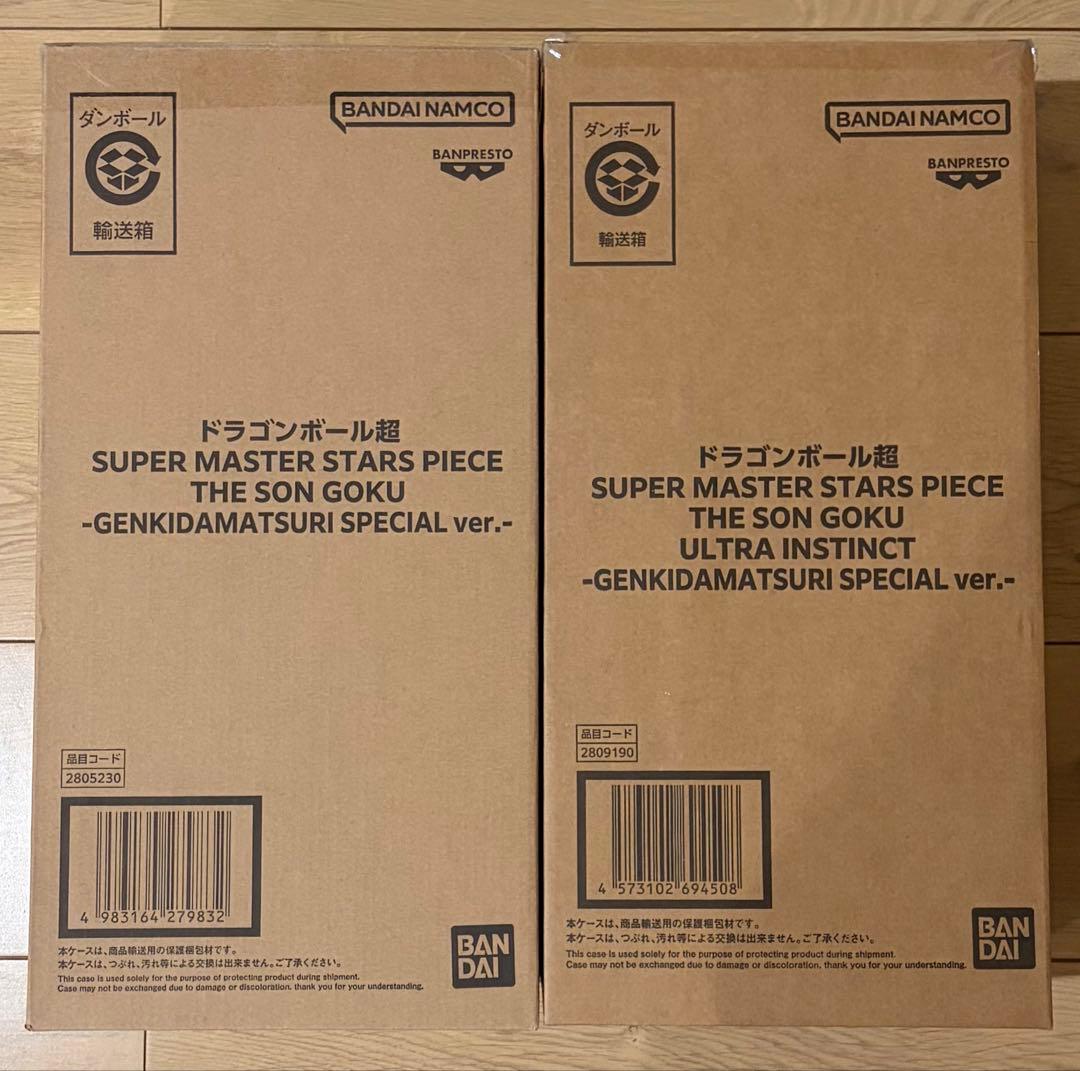 ダンボール
輸送箱
BANDAI NAMCO
BANPRESTO
ドラゴンボール超
SUPER MASTER STARS PIECE
THE SON GOKU
-GENKIDAMATSURI SPECIAL ver.-
品目コード
2805230
4 983164 279832
本ケースは、商品輸送用の保護梱包材です。
本ケースは、つぶれ、汚れ等による交換は出来ません。ご了承ください。
This case is used solely for the purpose of protecting product during shipment.
Case may not be exchanged due to damage or discoloration. thank you for your understanding.
BAN
DAI
ダンボール
輸送箱
BANDAI NAMCO
BANPRESTO
ドラゴンボール超
SUPER MASTER STARS PIECE
THE SON GOKU
ULTRA INSTINCT
-GENKIDAMATSURI SPECIAL ver.-
品目コード
2809190
4 573102 694508
本ケースは、商品輸送用の保護梱包材です。
本ケースは、つぶれ、汚れ等による交換は出来ません。ご了承ください。
This case is used solely for the purpose of protecting product during shipment.
Case may not be exchanged due to damage or discoloration. thank you for your understanding.
BAN
DAI